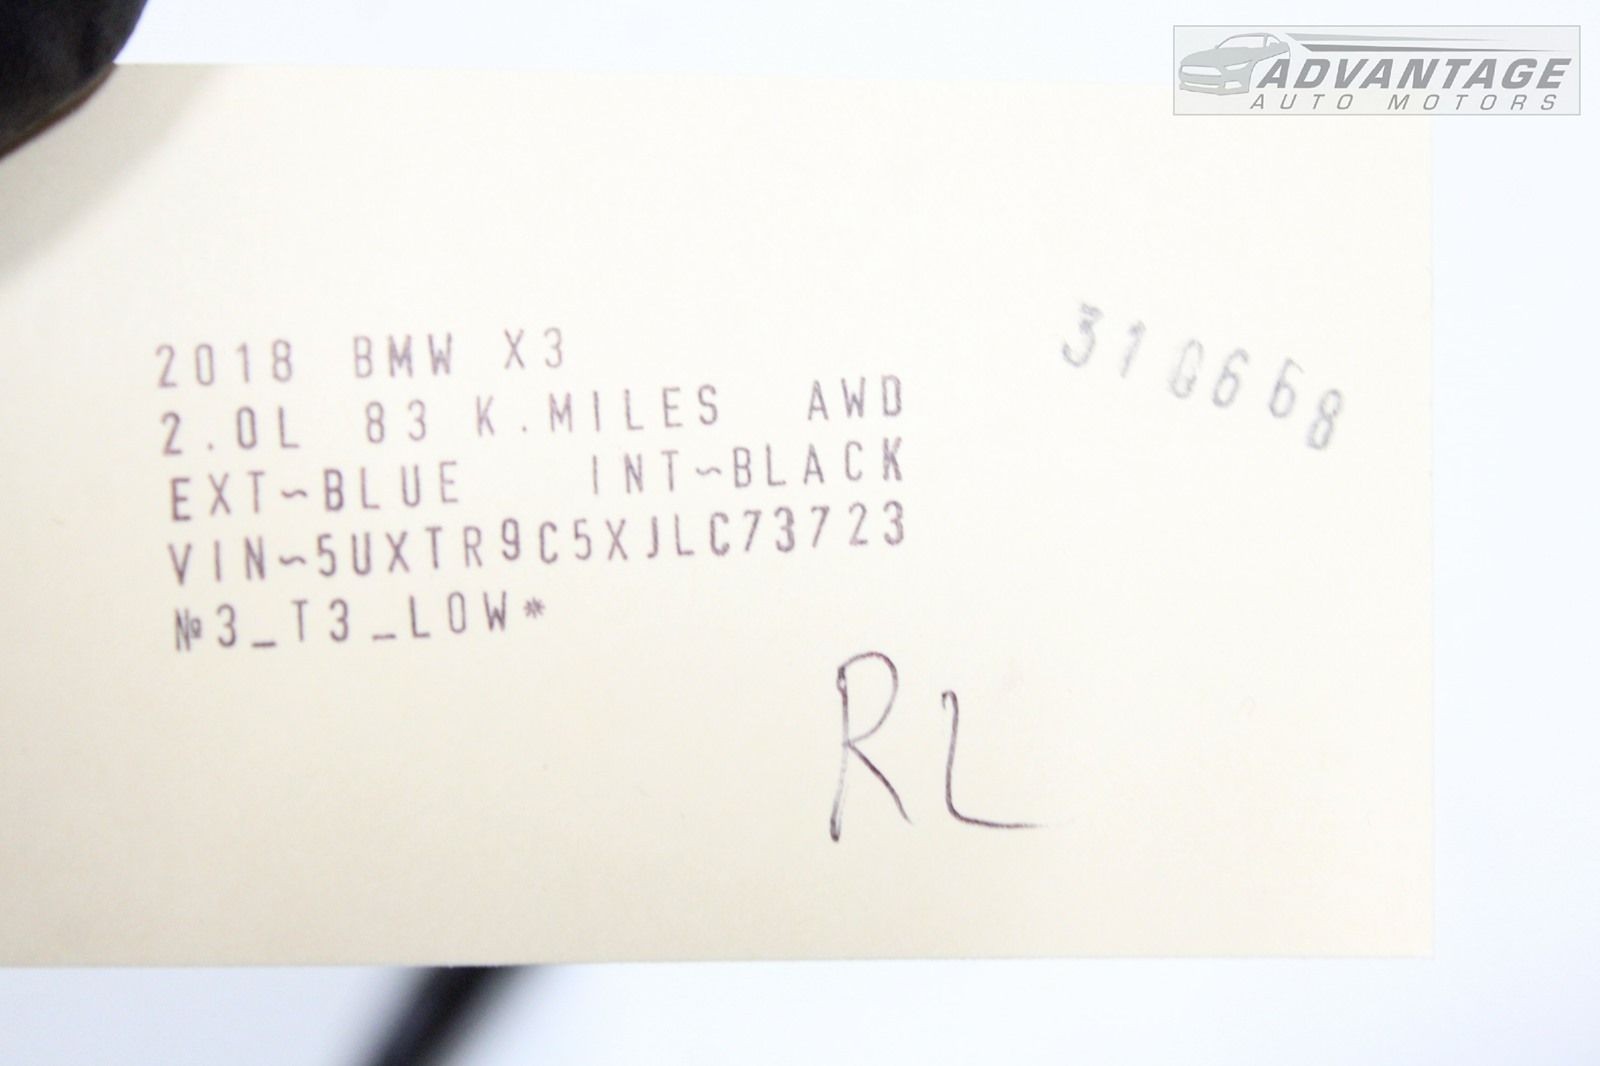 ADVANTAGE
AUTO MOTORS
310668
2018 BMW X3
2.0L 83 K.MILES AWD
EXT~BLUE INT~BLACK
VIN~5UXTR9C5XJLC73723
№3_T3_LOW*
RL